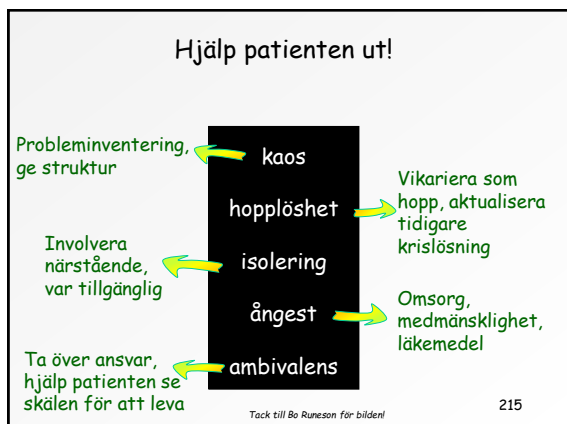 Hjälp patienten ut!
Probleminventering,
ge struktur
kaos
hopplöshet
Vikariera som
hopp, aktualisera
tidigare
krislösning
Involvera
närstående,
var tillgänglig
isolering
ångest
Omsorg,
medmänsklighet,
läkemedel
Ta över ansvar,
hjälp patienten se
skälen för att leva
ambivalens
Tack till Bo Runeson för bilden!
215